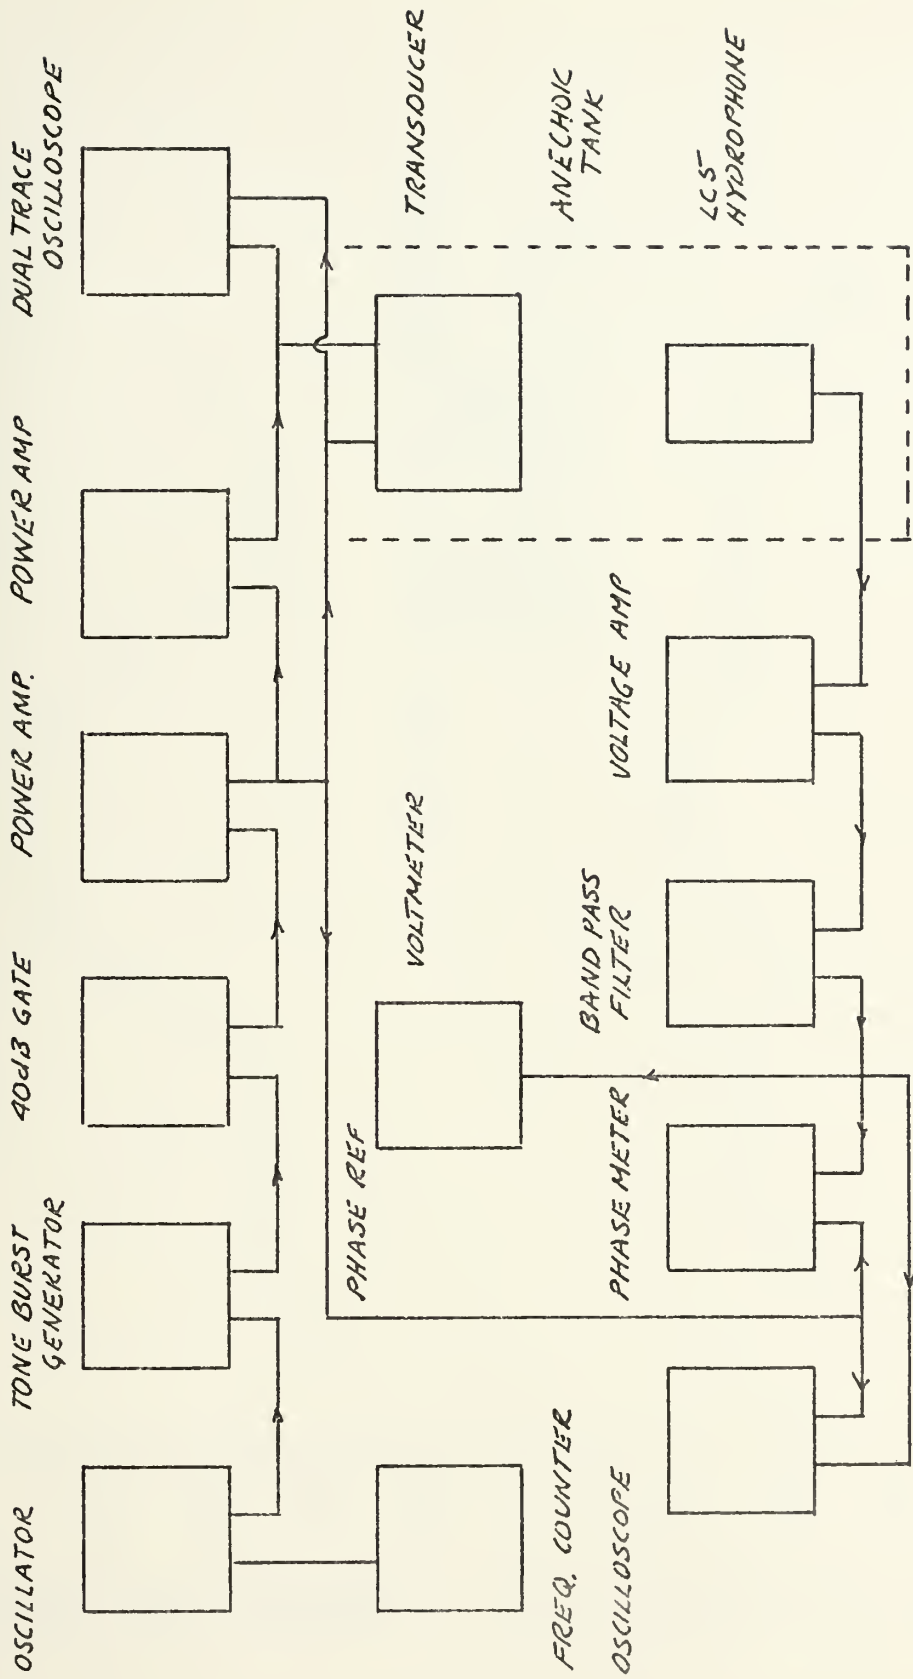 OSCILLATOR
TONE BURST
GENERATOR
40dB GATE
POWER AMP.
POWER AMP
DUAL TRACE
OSCILLOSCOPE
PHASE REF
VOLTMETER
TRANSDUCER
FREQ. COUNTER
ANECHOIC
TANK
OSCILLOSCOPE
PHASE METER
BAND PASS
FILTER
VOLTAGE AMP
LC5
HYDROPHONE